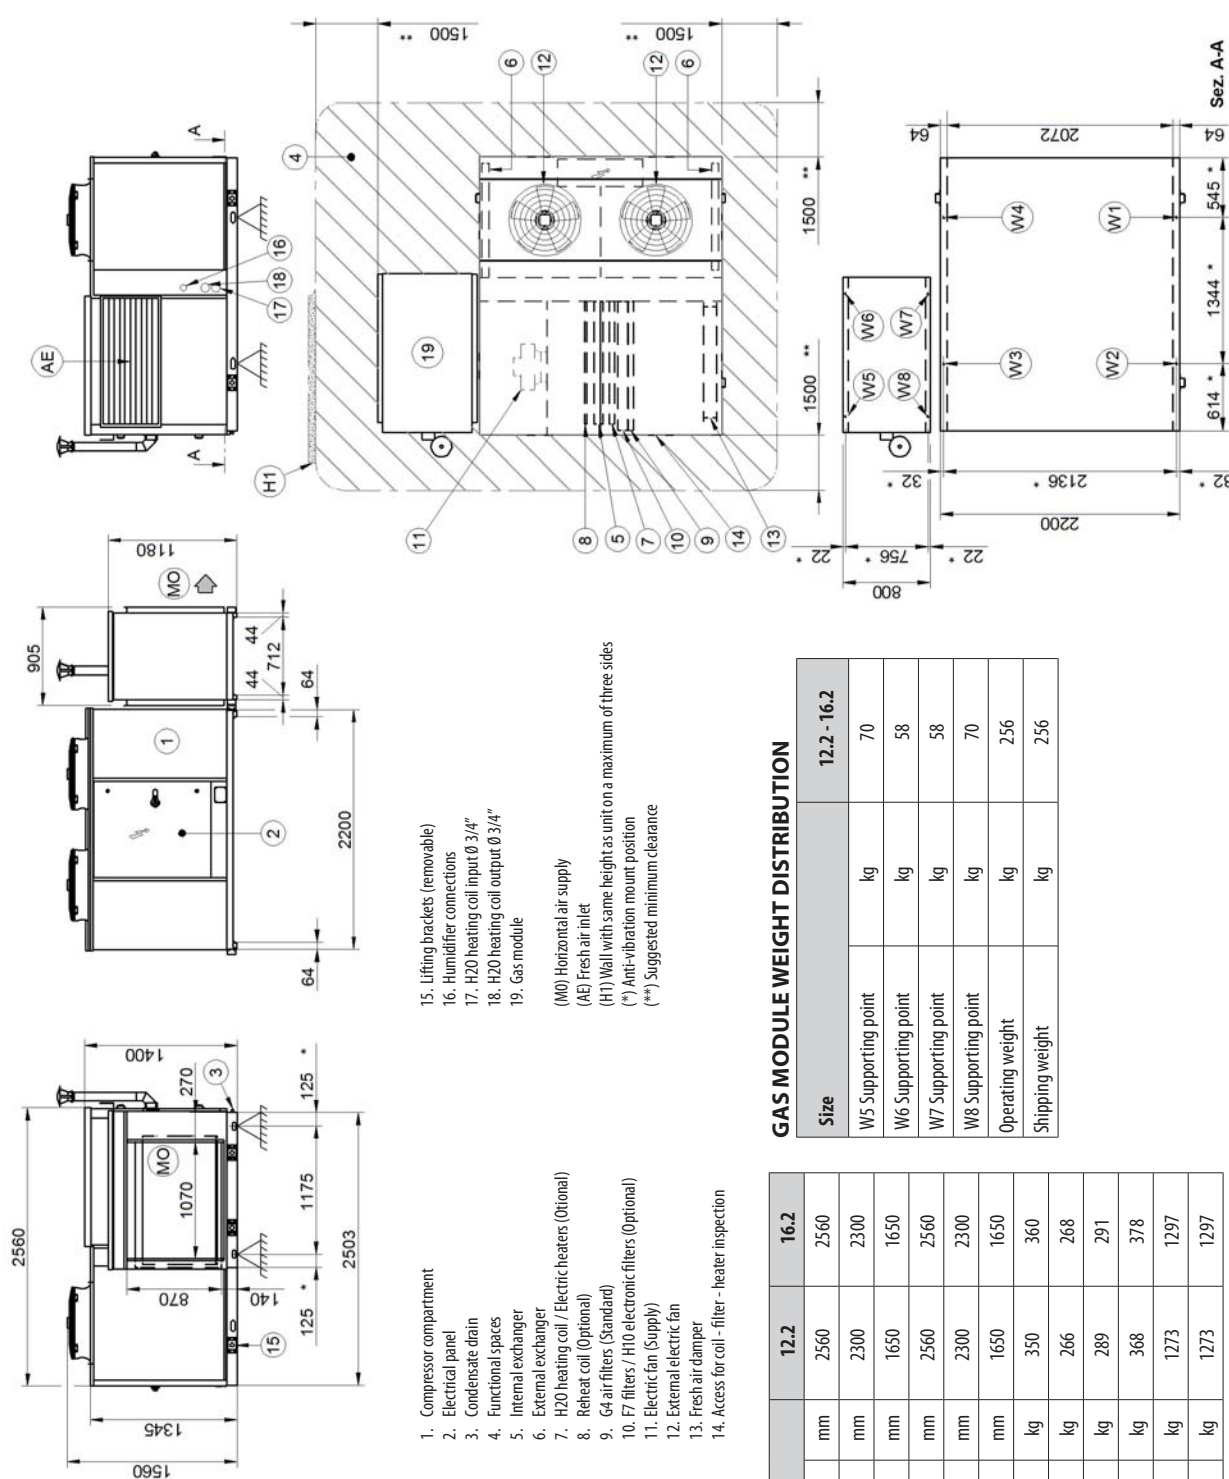 2560
1560
1345
1400
870
140
1070
270
MO
15
3
125 *
1175
125 *
2503
905
1180
MO
1
2
44
44
712
64
64
2200
AE
A
A
16
18
17
1500 **
1500 **
6
12
12
6
4
H1
19
11
8
5
7
10
9
14
13
1500 **
1500 **
W6
W7
W5
W8
22 *
756 *
22 *
800
W4
W1
W3
W2
64
2072
64
Sez. A-A
614 *
1344 *
545 *
32 *
2136 *
2200
1. Compressor compartment
2. Electrical panel
3. Condensate drain
4. Functional spaces
5. Internal exchanger
6. External exchanger
7. H20 heating coil / Electric heaters (Otional)
8. Reheat coil (Optional)
9. G4 air filters (Standard)
10. F7 filters / H10 electronic filters (Optional)
11. Electric fan (Supply)
12. External electric fan
13. Fresh air damper
14. Access for coil - filter - heater inspection
15. Lifting brackets (removable)
16. Humidifier connections
17. H20 heating coil input Ø 3/4"
18. H20 heating coil output Ø 3/4"
19. Gas module
(M0) Horizontal air supply
(AE) Fresh air inlet
(H1) Wall with same height as unit on a maximum of three sides
(*) Anti-vibration mount position
(**) Suggested minimum clearance
12.2 16.2
mm 2560 2560
mm 2300 2300
mm 1650 1650
mm 2560 2560
mm 2300 2300
mm 1650 1650
kg 350 360
kg 266 268
kg 289 291
kg 368 378
kg 1273 1297
kg 1273 1297
GAS MODULE WEIGHT DISTRIBUTION
Size 12.2 - 16.2
W5 Supporting point kg 70
W6 Supporting point kg 58
W7 Supporting point kg 58
W8 Supporting point kg 70
Operating weight kg 256
Shipping weight kg 256